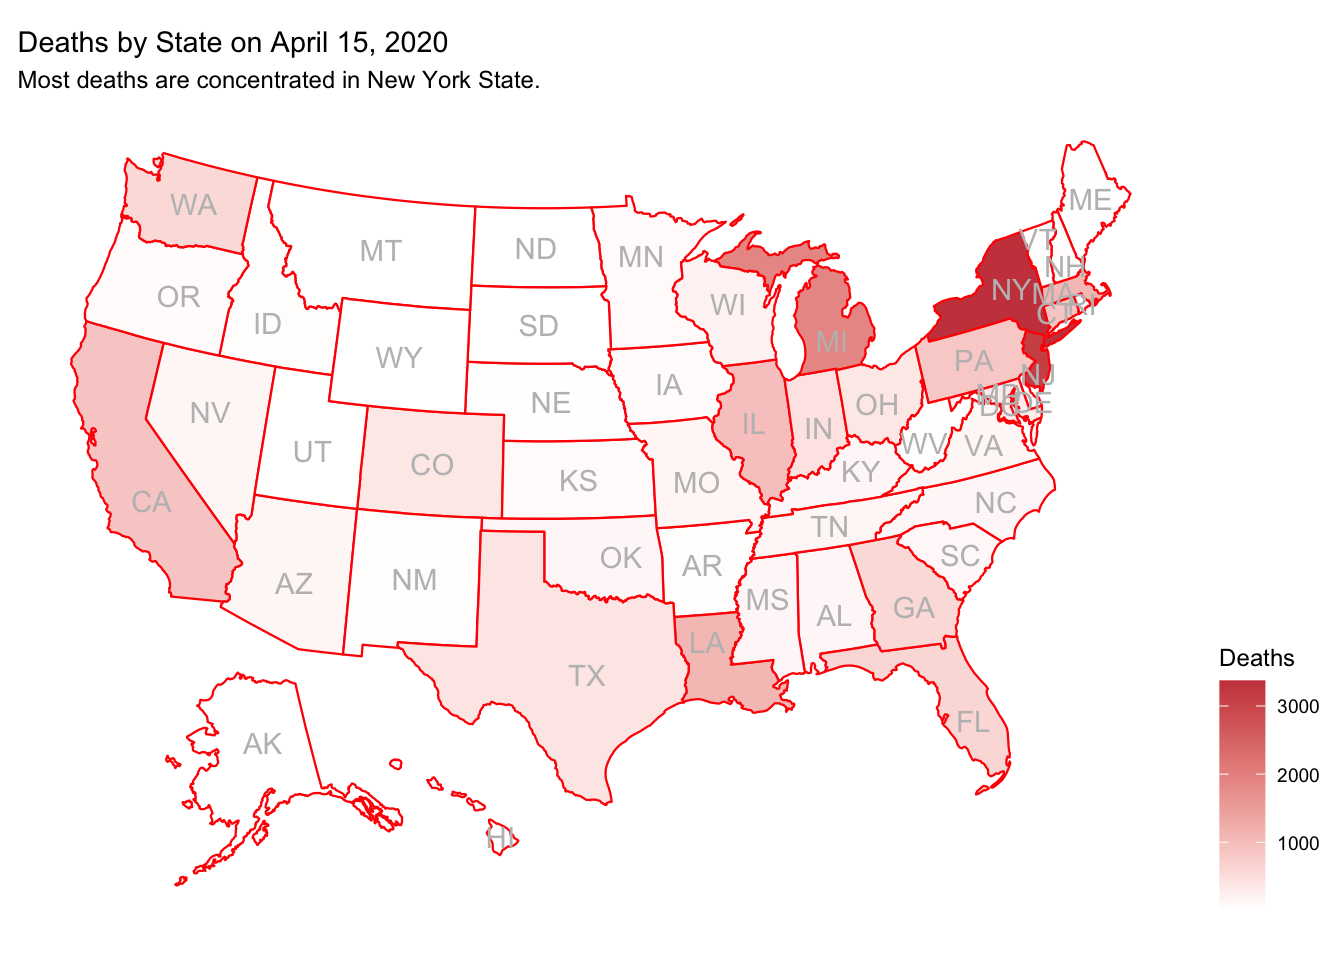 Deaths by State on April 15, 2020
Most deaths are concentrated in New York State.
WA
ME
MT
ND
VT
MN
NH
OR
NY
MA
WI
RI
ID
SD
CT
MI
WY
PA
NJ
IA
NE
MD
DE
NV
OH
DC
IL
IN
UT
WV
VA
CO
KY
KS
MO
CA
NC
TN
OK
SC
AR
NM
AZ
MS
GA
AL
LA
Deaths
TX
3000
FL
AK
2000
HI
1000